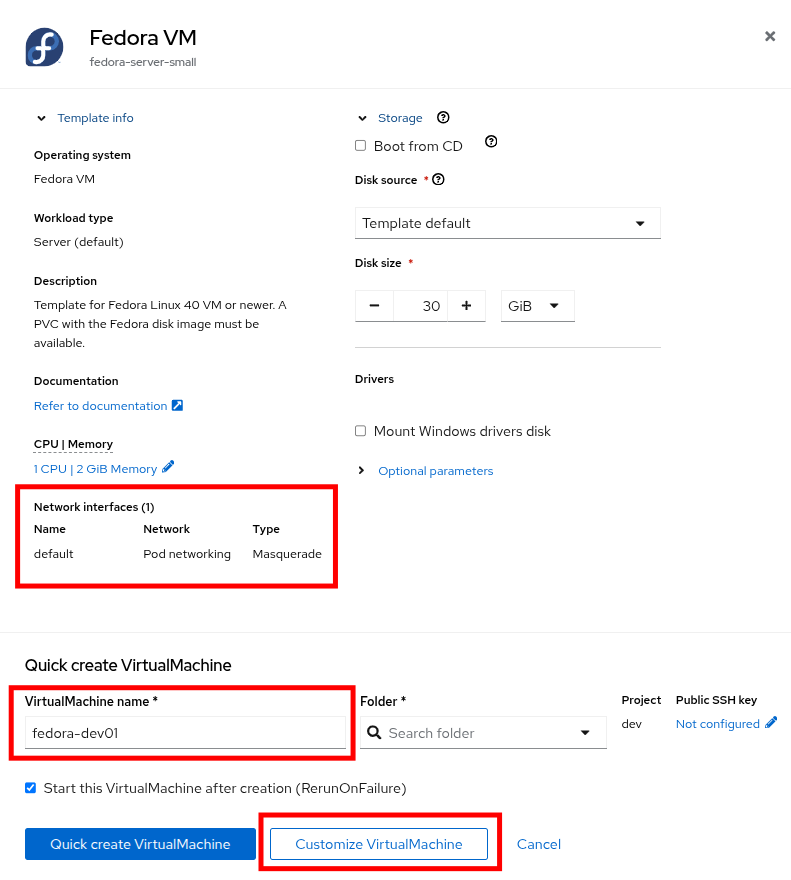 Fedora VM
fedora-server-small
Template info
Operating system
Fedora VM
Workload type
Server (default)
Description
Template for Fedora Linux 40 VM or newer. A
PVC with the Fedora disk image must be
available.
Documentation
Refer to documentation
CPU | Memory
1 CPU | 2 GiB Memory
Network interfaces (1)
Name Network Type
default Pod networking Masquerade
Storage
Boot from CD
Disk source *
Template default
Disk size *
30 GiB
Drivers
Mount Windows drivers disk
Optional parameters
Quick create VirtualMachine
VirtualMachine name * Folder * Project Public SSH key
fedora-dev01 Search folder dev Not configured
Start this VirtualMachine after creation (RerunOnFailure)
Quick create VirtualMachine Customize VirtualMachine Cancel